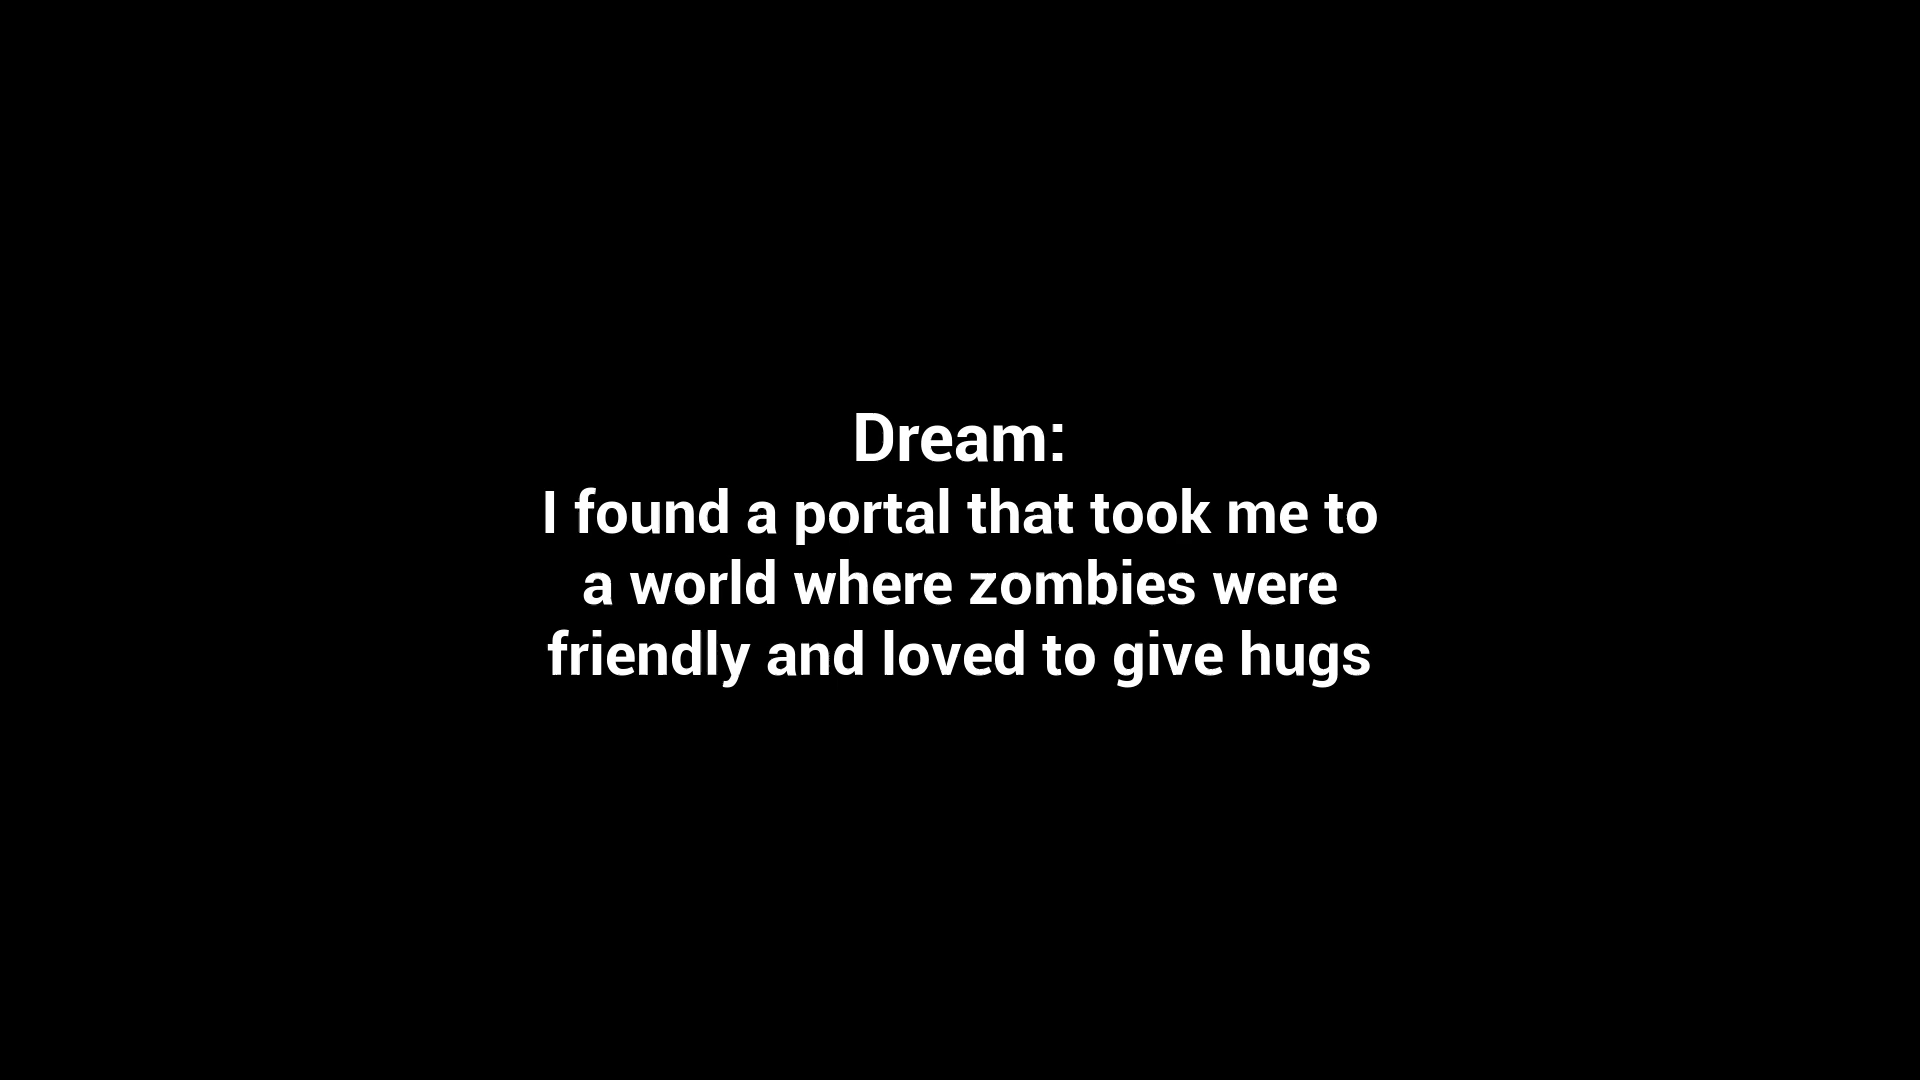 Dream:
I found a portal that took me to
a world where zombies were
friendly and loved to give hugs